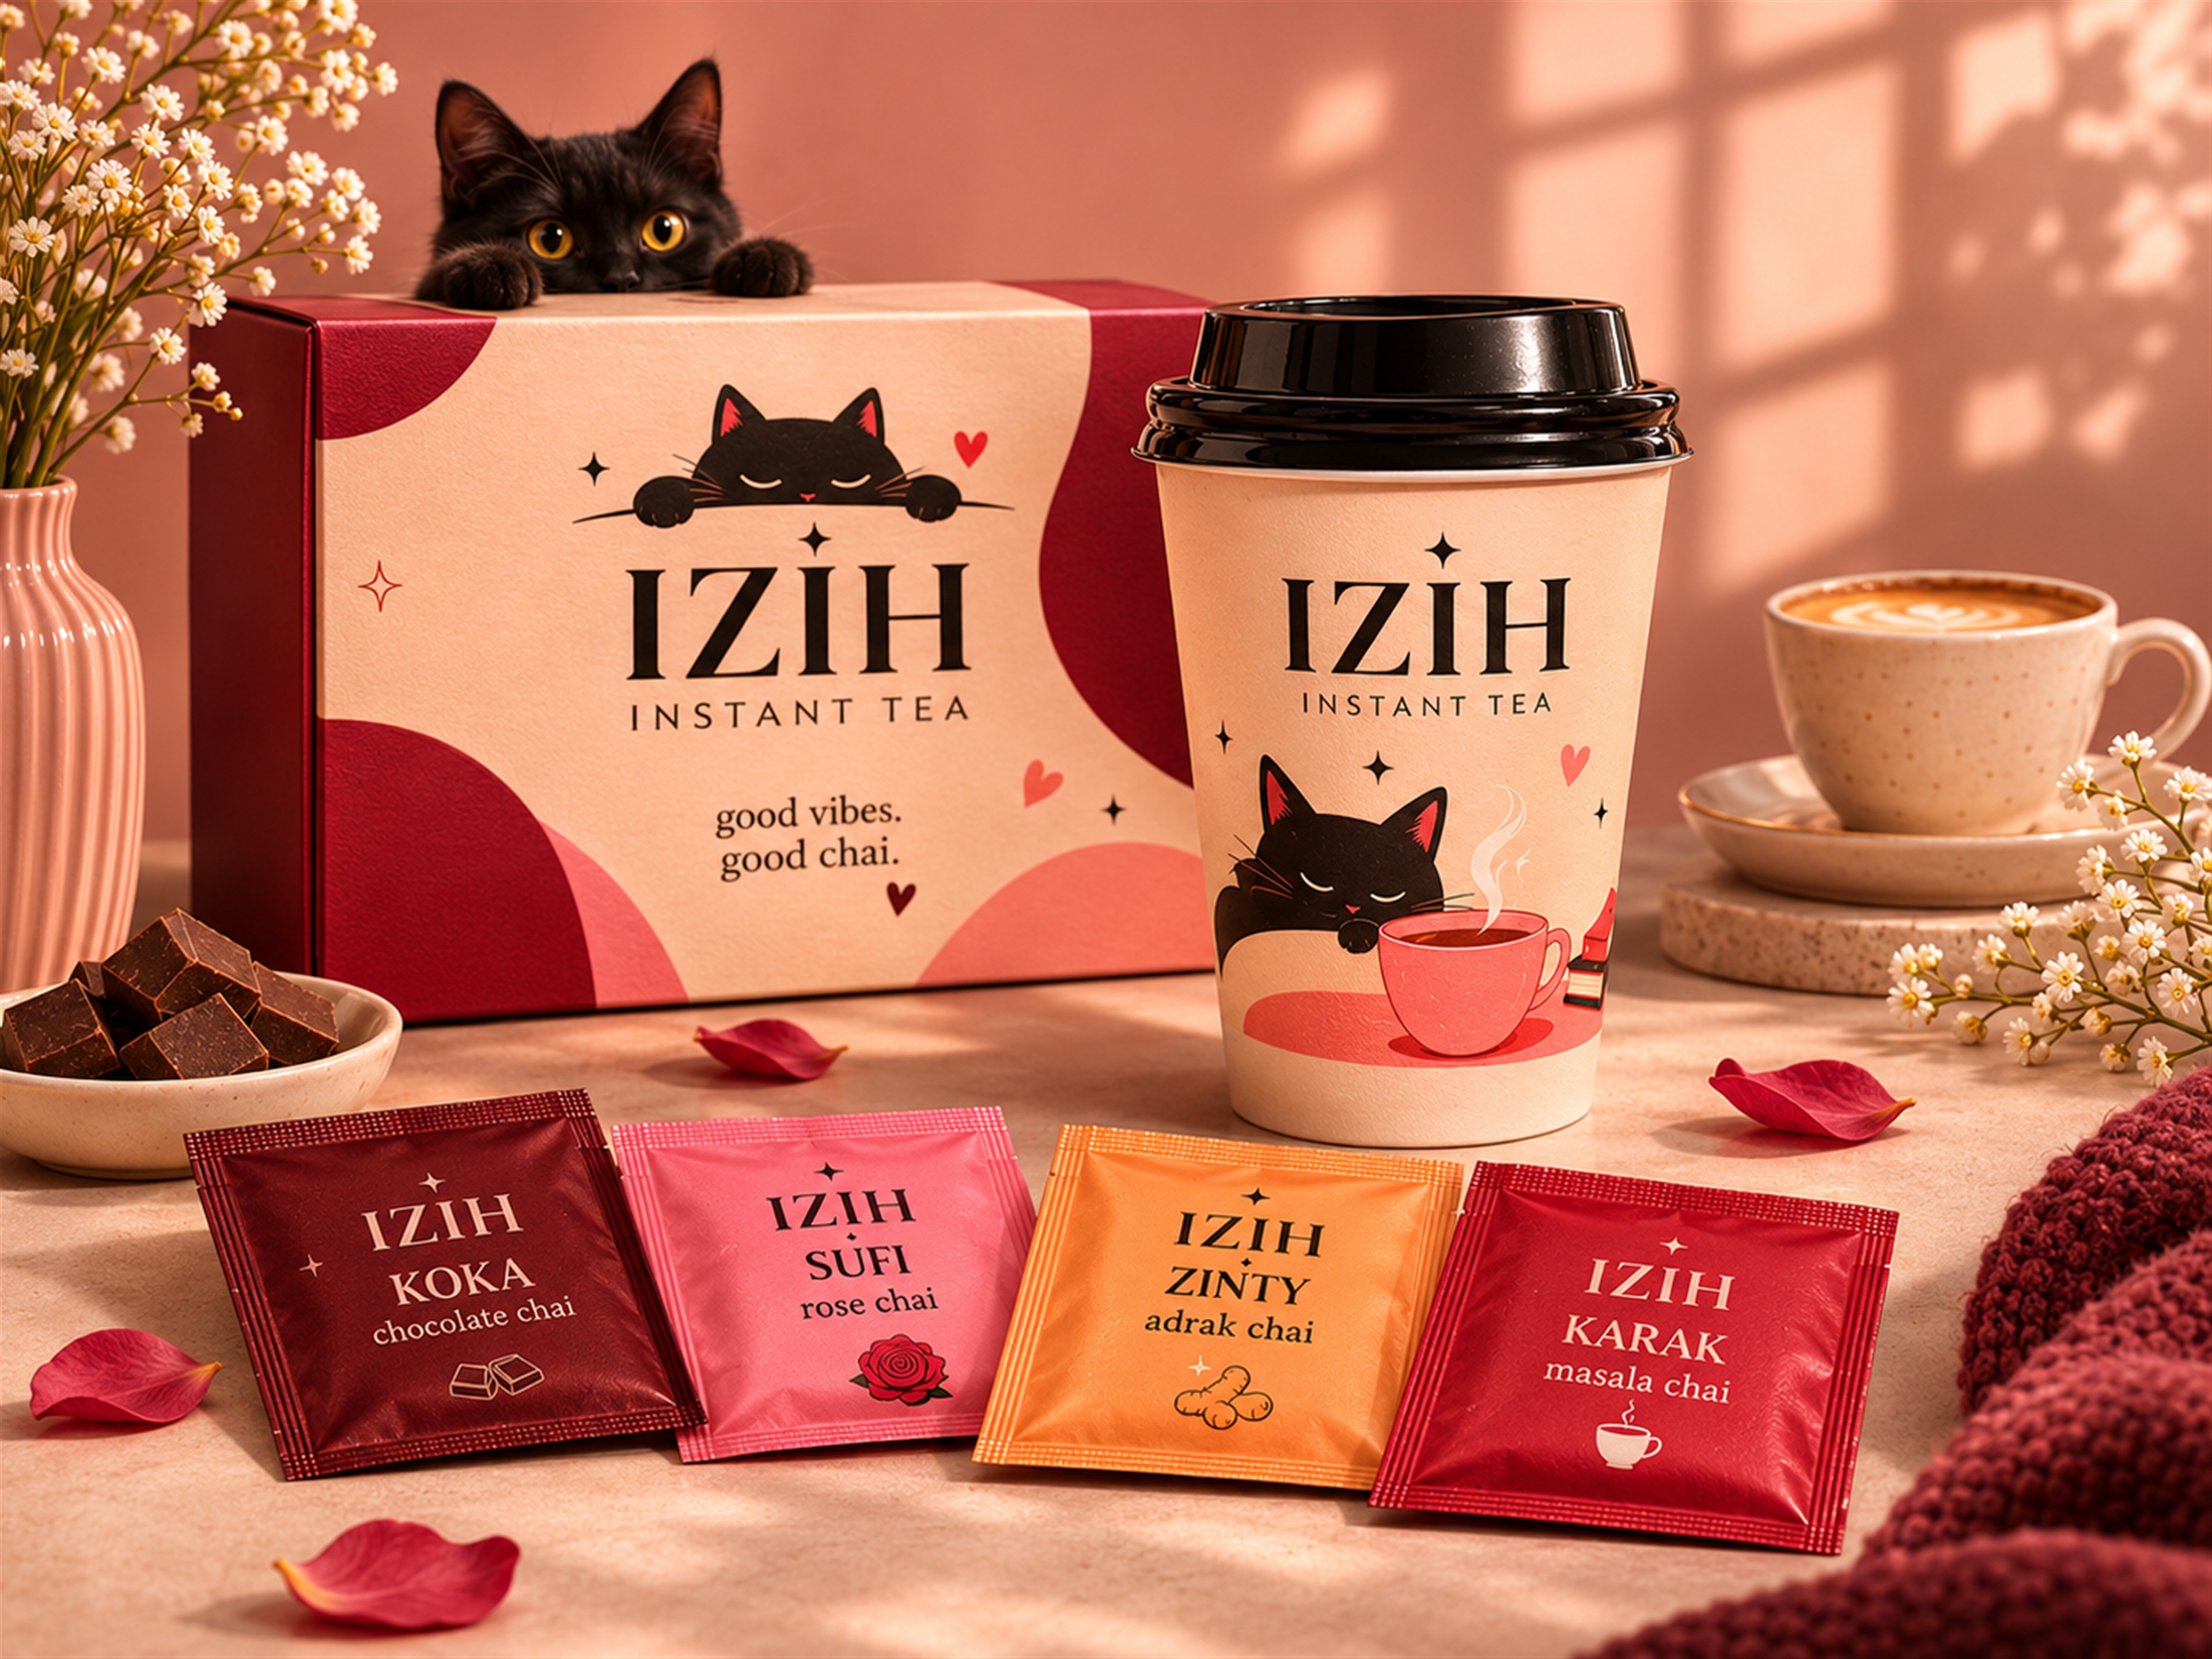 IZIH
INSTANT TEA
good vibes.
good chai.
IZIH
INSTANT TEA
IZIH
KOKA
chocolate chai
IZIH
SUFI
rose chai
IZIH
ZINTY
adrak chai
IZIH
KARAK
masala chai